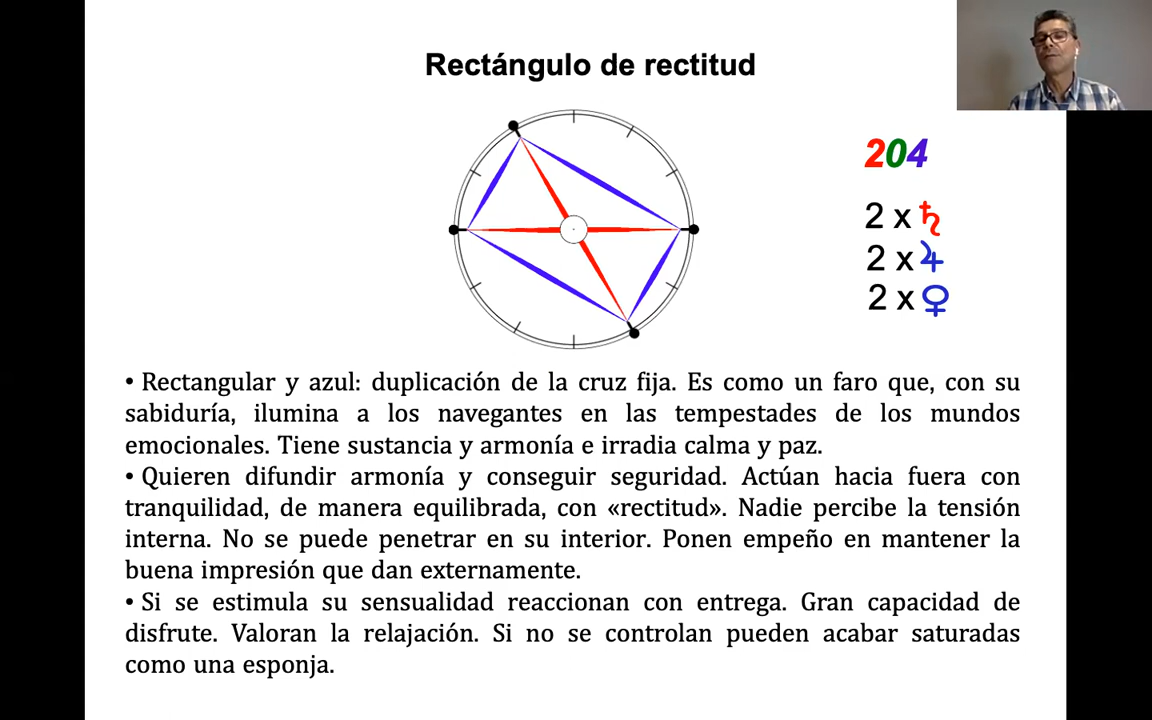 Rectángulo de rectitud
204
2 x ♄
2 x ♃
2 x ♀
• Rectangular y azul: duplicación de la cruz fija. Es como un faro que, con su
sabiduría, ilumina a los navegantes en las tempestades de los mundos
emocionales. Tiene sustancia y armonía e irradia calma y paz.
• Quieren difundir armonía y conseguir seguridad. Actúan hacia fuera con
tranquilidad, de manera equilibrada, con «rectitud». Nadie percibe la tensión
interna. No se puede penetrar en su interior. Ponen empeño en mantener la
buena impresión que dan externamente.
• Si se estimula su sensualidad reaccionan con entrega. Gran capacidad de
disfrute. Valoran la relajación. Si no se controlan pueden acabar saturadas
como una esponja.